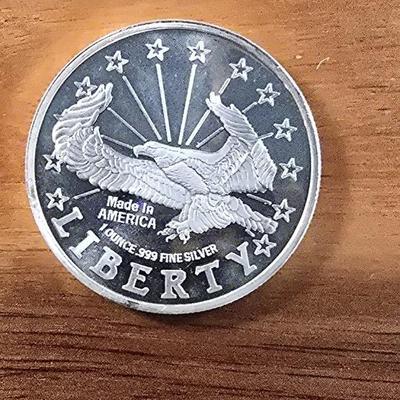 Made In
AMERICA
1 OUNCE .999 FINE SILVER
LIBERTY